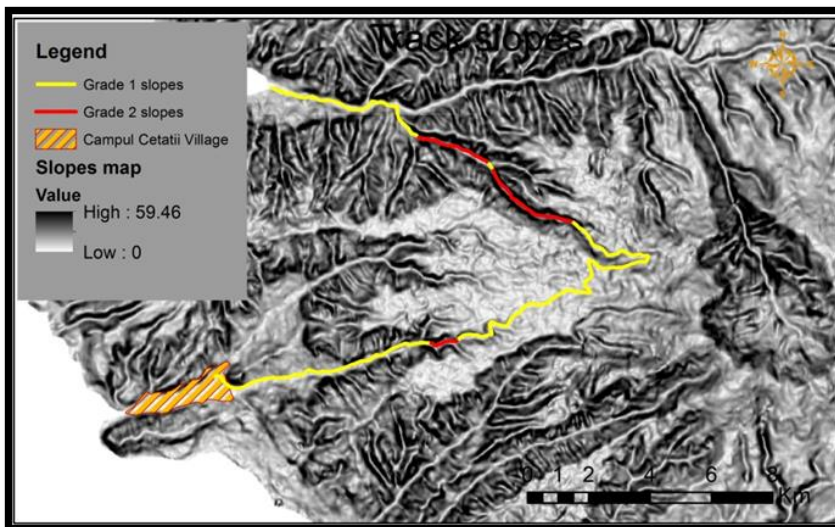 Track slopes
Legend
Grade 1 slopes
Grade 2 slopes
Campul Cetatii Village
Slopes map
Value
High : 59.46
Low : 0
N
0 1 2 4 6 8
Km